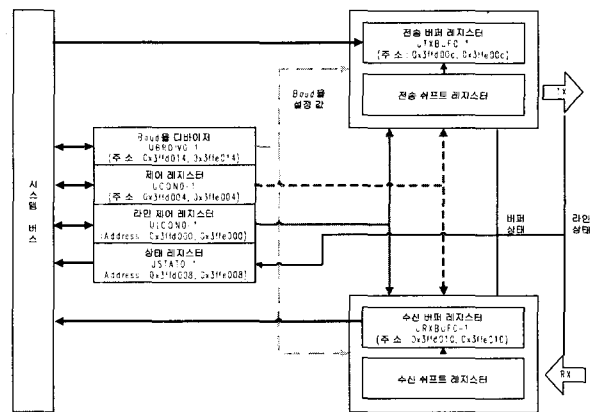 전송 버퍼 레지스터
UTXBUF0-1
(주 소 : 0x3ffd00c, 0x3ffe00c)
전송 쉬프트 레지스터
TX
Baud율
설정 값
Baud율 디바이저
UBRDIV0-1
(주 소 : 0x3ffd014, 0x3ffe014)
제어 레지스터
UCON0-1
(주 소 : 0x3ffd004, 0x3ffe004)
라인 제어 레지스터
ULCON0-1
(Address : 0x3ffd000, 0x3ffe000)
상태 레지스터
USTAT0-1
Address : 0x3ffd008, 0x3ffe008)
시스템 버스
버퍼
상태
라인
상태
수신 버퍼 레지스터
URXBUF0-1
(주 소 : 0x3ffd010, 0x3ffe010)
수신 쉬프트 레지스터
RX